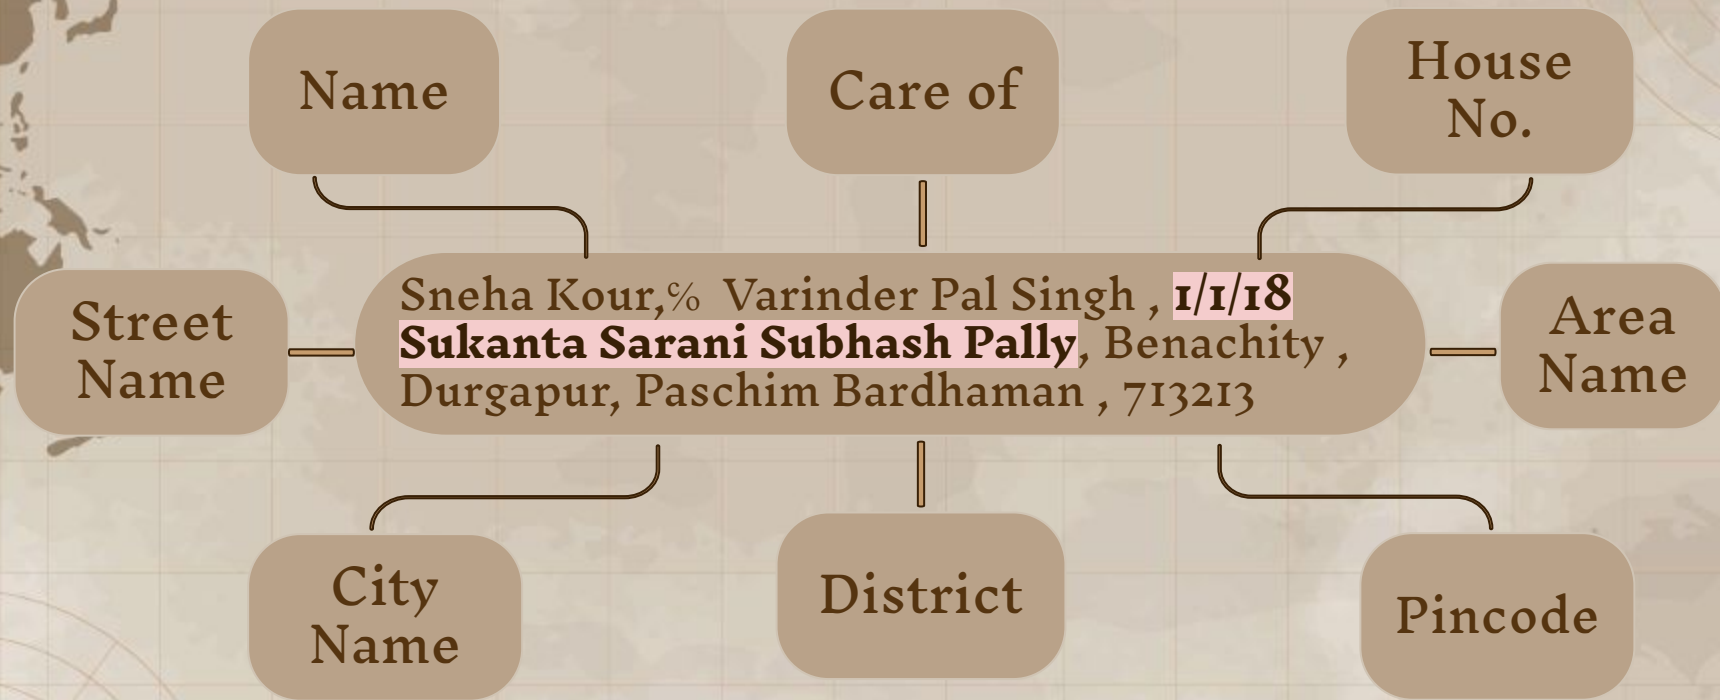 Name
Care of
House
No.
Street
Name
Sneha Kour,℅ Varinder Pal Singh , 1/1/18
Sukanta Sarani Subhash Pally, Benachity ,
Durgapur, Paschim Bardhaman , 713213
Area
Name
City
Name
District
Pincode